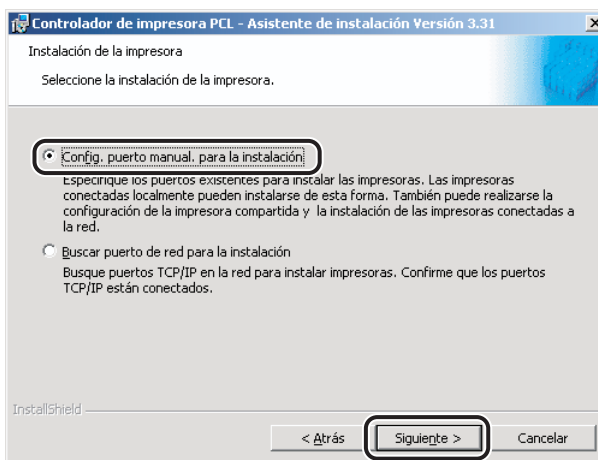 Controlador de impresora PCL - Asistente de instalación Versión 3.31
Instalación de la impresora
Seleccione la instalación de la impresora.
Config. puerto manual. para la instalación
Especifique los puertos existentes para instalar las impresoras. Las impresoras
conectadas localmente pueden instalarse de esta forma. También puede realizarse la
configuración de la impresora compartida y la instalación de las impresoras conectadas a
la red.
Buscar puerto de red para la instalación
Busque puertos TCP/IP en la red para instalar impresoras. Confirme que los puertos
TCP/IP están conectados.
InstallShield
< Atrás Siguiente > Cancelar